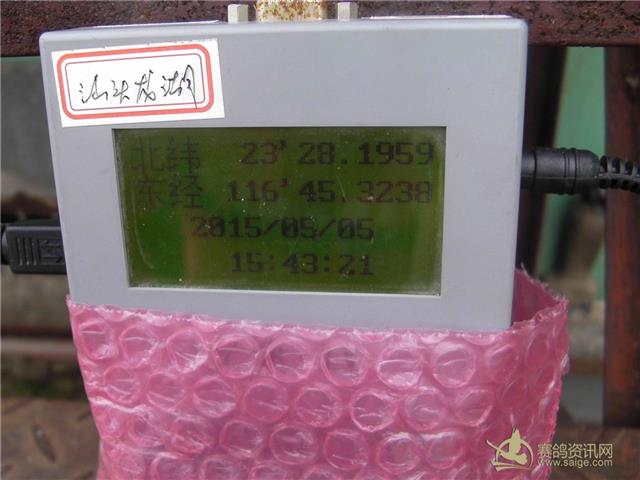 汕头龙湖
北纬 23'28.1959
东经 116'45.3238
2015/05/05
15:43:21
赛鸽资讯网
www.saige.com